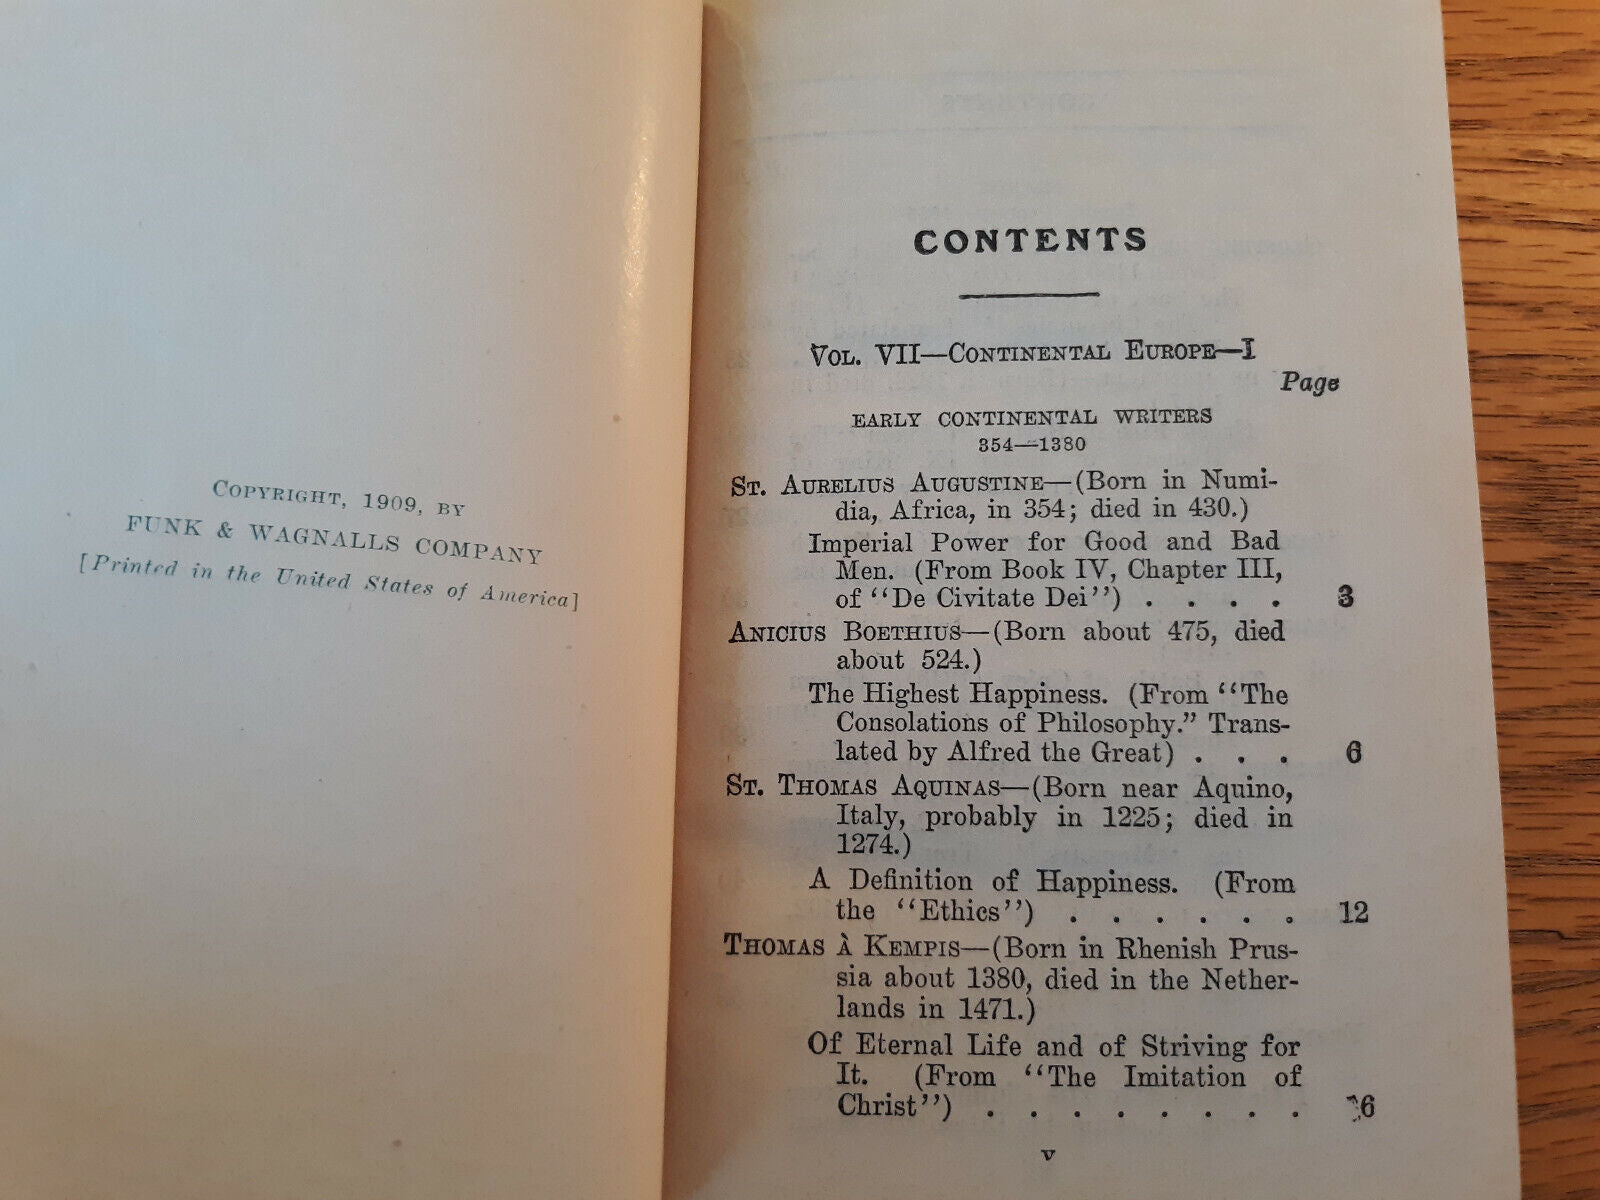 COPYRIGHT, 1909, BY
FUNK & WAGNALLS COMPANY
[Printed in the United States of America]
CONTENTS
VOL. VII—CONTINENTAL EUROPE—I
Page
EARLY CONTINENTAL WRITERS
354—1380
ST. AURELIUS AUGUSTINE—(Born in Numi-
dia, Africa, in 354; died in 430.)
Imperial Power for Good and Bad
Men. (From Book IV, Chapter III,
of "De Civitate Dei") . . . . 3
ANICIUS BOETHIUS—(Born about 475, died
about 524.)
The Highest Happiness. (From "The
Consolations of Philosophy." Trans-
lated by Alfred the Great) . . . 6
ST. THOMAS AQUINAS—(Born near Aquino,
Italy, probably in 1225; died in
1274.)
A Definition of Happiness. (From
the "Ethics") . . . . . . 12
THOMAS À KEMPIS—(Born in Rhenish Prus-
sia about 1380, died in the Nether-
lands in 1471.)
Of Eternal Life and of Striving for
It. (From "The Imitation of
Christ") . . . . . . . . 16
v